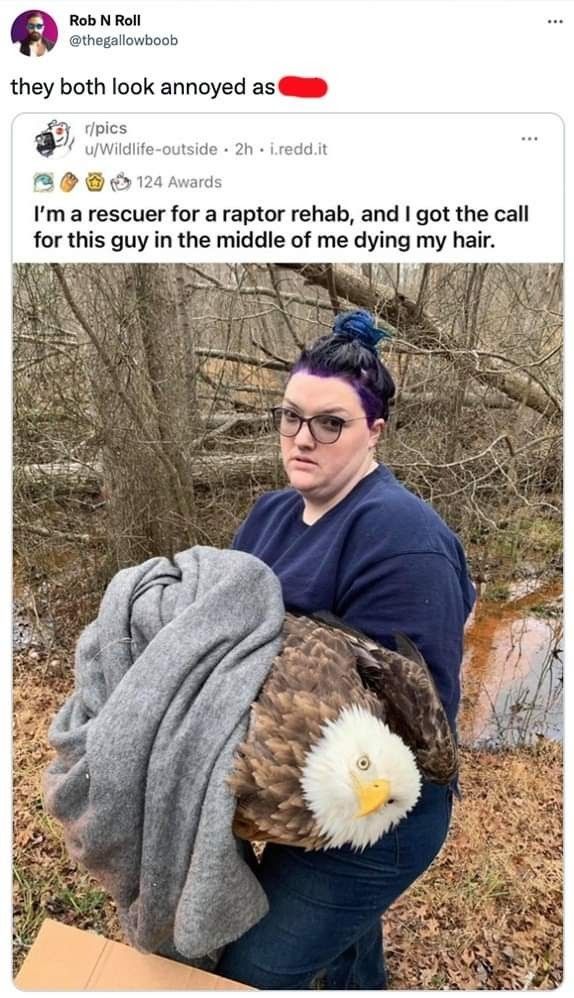 Rob N Roll
@thegallowboob
they both look annoyed as
r/pics
u/Wildlife-outside • 2h • i.redd.it
124 Awards
I'm a rescuer for a raptor rehab, and I got the call
for this guy in the middle of me dying my hair.